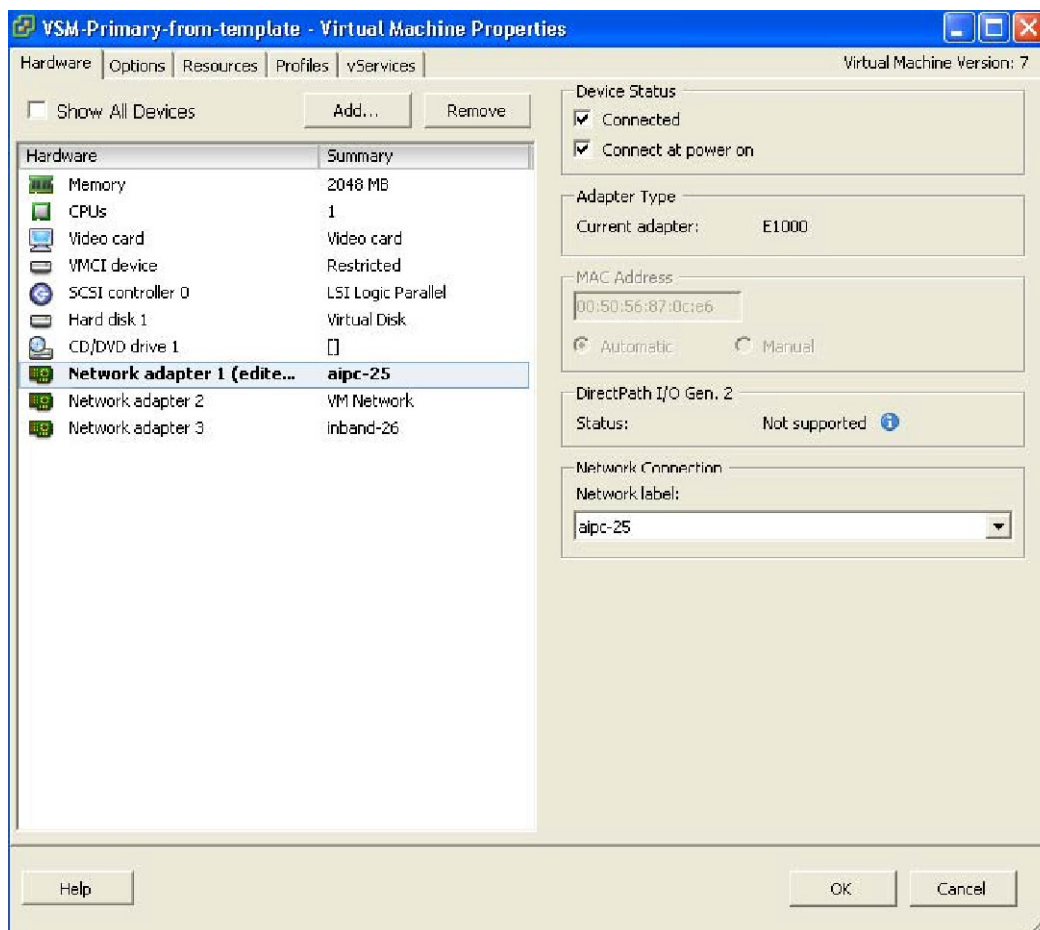 VSM-Primary-from-template - Virtual Machine Properties
Hardware Options Resources Profiles vServices Virtual Machine Version: 7
Show All Devices Add... Remove
Hardware Summary
Memory 2048 MB
CPUs 1
Video card Video card
VMCI device Restricted
SCSI controller 0 LSI Logic Parallel
Hard disk 1 Virtual Disk
CD/DVD drive 1 []
Network adapter 1 (edite... aipc-25
Network adapter 2 VM Network
Network adapter 3 inband-26
Device Status
Connected
Connect at power on
Adapter Type
Current adapter: E1000
MAC Address
00:50:56:87:0c:e6
Automatic Manual
DirectPath I/O Gen. 2
Status: Not supported
Network Connection
Network label:
aipc-25
Help OK Cancel